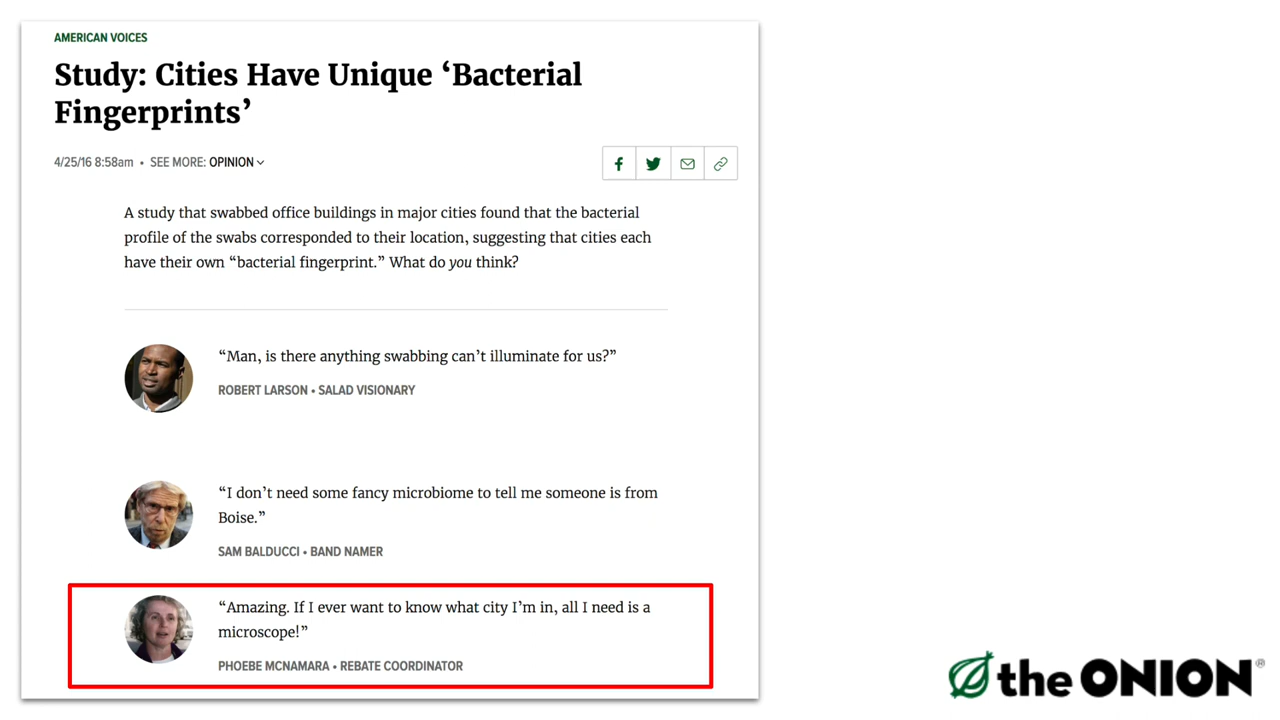 AMERICAN VOICES
Study: Cities Have Unique ‘Bacterial
Fingerprints’
4/25/16 8:58am • SEE MORE: OPINION
A study that swabbed office buildings in major cities found that the bacterial
profile of the swabs corresponded to their location, suggesting that cities each
have their own “bacterial fingerprint.” What do you think?
“Man, is there anything swabbing can’t illuminate for us?”
ROBERT LARSON • SALAD VISIONARY
“I don’t need some fancy microbiome to tell me someone is from
Boise.”
SAM BALDUCCI • BAND NAMER
“Amazing. If I ever want to know what city I’m in, all I need is a
microscope!”
PHOEBE MCNAMARA • REBATE COORDINATOR
the ONION®